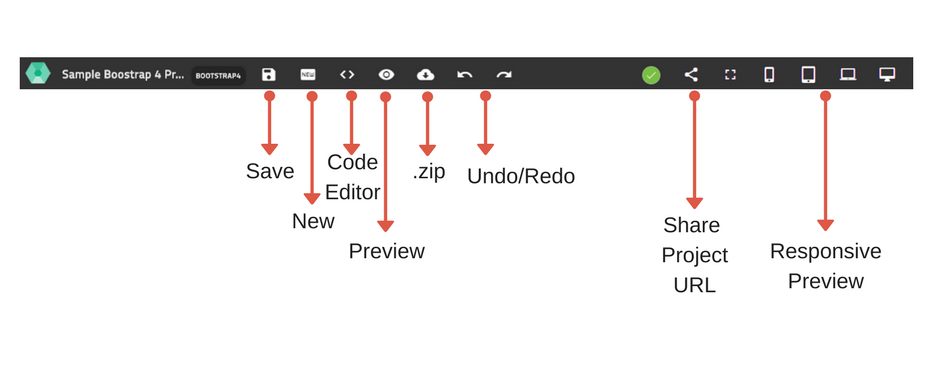 Sample Boostrap 4 Pr...
BOOTSTRAP4
NEW
Save
New
Code
Editor
Preview
.zip
Undo/Redo
Share
Project
URL
Responsive
Preview